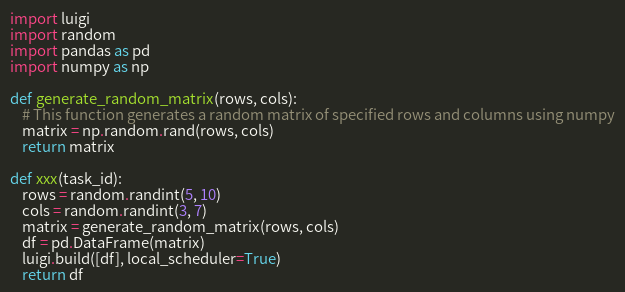 import luigi
import random
import pandas as pd
import numpy as np

def generate_random_matrix(rows, cols):
    # This function generates a random matrix of specified rows and columns using numpy
    matrix = np.random.rand(rows, cols)
    return matrix

def xxx(task_id):
    rows = random.randint(5, 10)
    cols = random.randint(3, 7)
    matrix = generate_random_matrix(rows, cols)
    df = pd.DataFrame(matrix)
    luigi.build([df], local_scheduler=True)
    return df